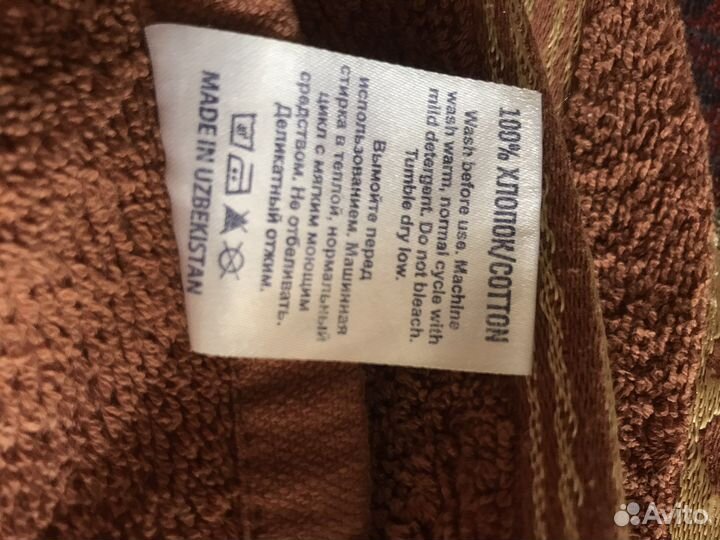 100% ХЛОПОК/COTTON
Wash before use. Machine
wash warm, normal cycle with
mild detergent. Do not bleach.
Tumble dry low.
Вымойте перед
использованием. Машинная
стирка в теплой, нормальный
цикл с мягким моющим
средством. Не отбеливать.
Деликатный отжим.
MADE IN UZBEKISTAN
Avito